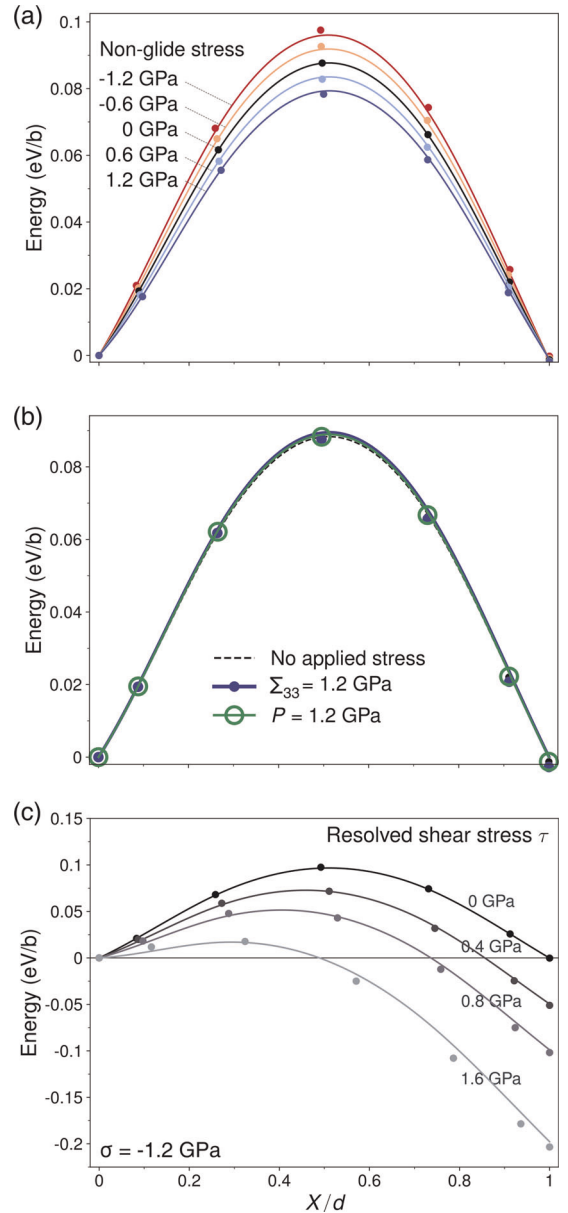 (a)
0.1
0.08
0.06
0.04
0.02
0
Energy (eV/b)
Non-glide stress
-1.2 GPa
-0.6 GPa
0 GPa
0.6 GPa
1.2 GPa
(b)
0.08
0.06
0.04
0.02
0
Energy (eV/b)
No applied stress
Σ33 = 1.2 GPa
P = 1.2 GPa
(c)
0.15
0.1
0.05
0
-0.05
-0.1
-0.15
-0.2
Energy (eV/b)
Resolved shear stress τ
0 GPa
0.4 GPa
0.8 GPa
1.6 GPa
σ = -1.2 GPa
0 0.2 0.4 0.6 0.8 1
X/d